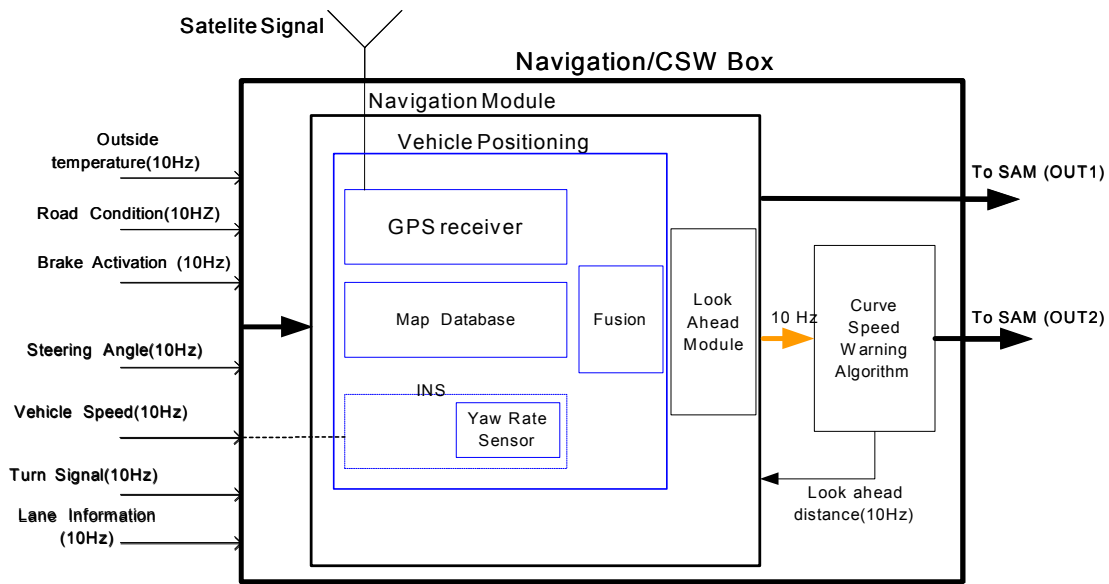 Satelite Signal
Navigation/CSW Box
Navigation Module
Vehicle Positioning
Outside
temperature(10Hz)
Road Condition(10HZ)
Brake Activation (10Hz)
Steering Angle(10Hz)
Vehicle Speed(10Hz)
Turn Signal(10Hz)
Lane Information
(10Hz)
GPS receiver
Map Database
INS
Yaw Rate
Sensor
Fusion
Look
Ahead
Module
10 Hz
Curve
Speed
Warning
Algorithm
Look ahead
distance(10Hz)
To SAM (OUT1)
To SAM (OUT2)